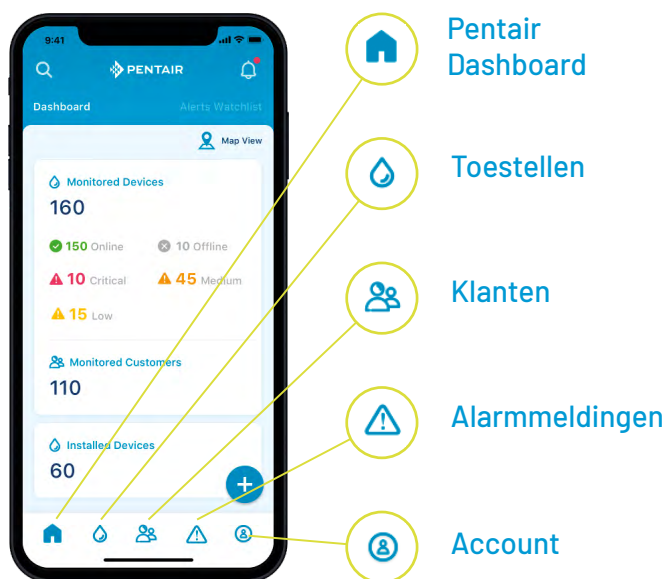 9:41
PENTAIR
Dashboard
Alerts Watchlist
Map View
Monitored Devices
160
150 Online
10 Offline
10 Critical
45 Medium
15 Low
Monitored Customers
110
Installed Devices
60
+
Pentair
Dashboard
Toestellen
Klanten
Alarmmeldingen
Account